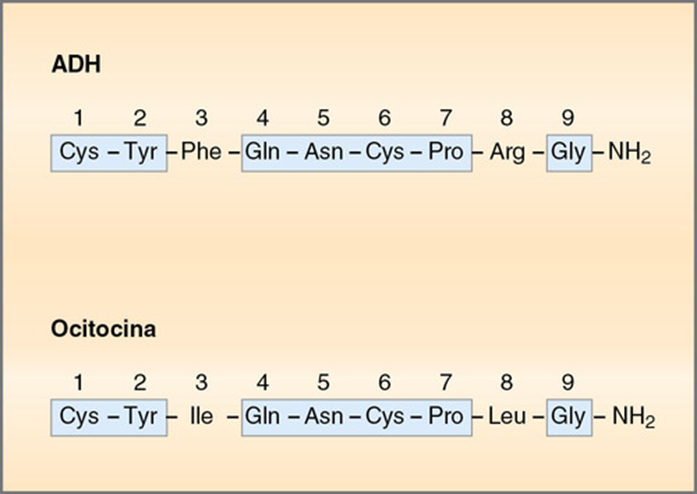 ADH
1 2 3 4 5 6 7 8 9
Cys – Tyr – Phe – Gln – Asn – Cys – Pro – Arg – Gly – NH₂
Ocitocina
1 2 3 4 5 6 7 8 9
Cys – Tyr – Ile – Gln – Asn – Cys – Pro – Leu – Gly – NH₂